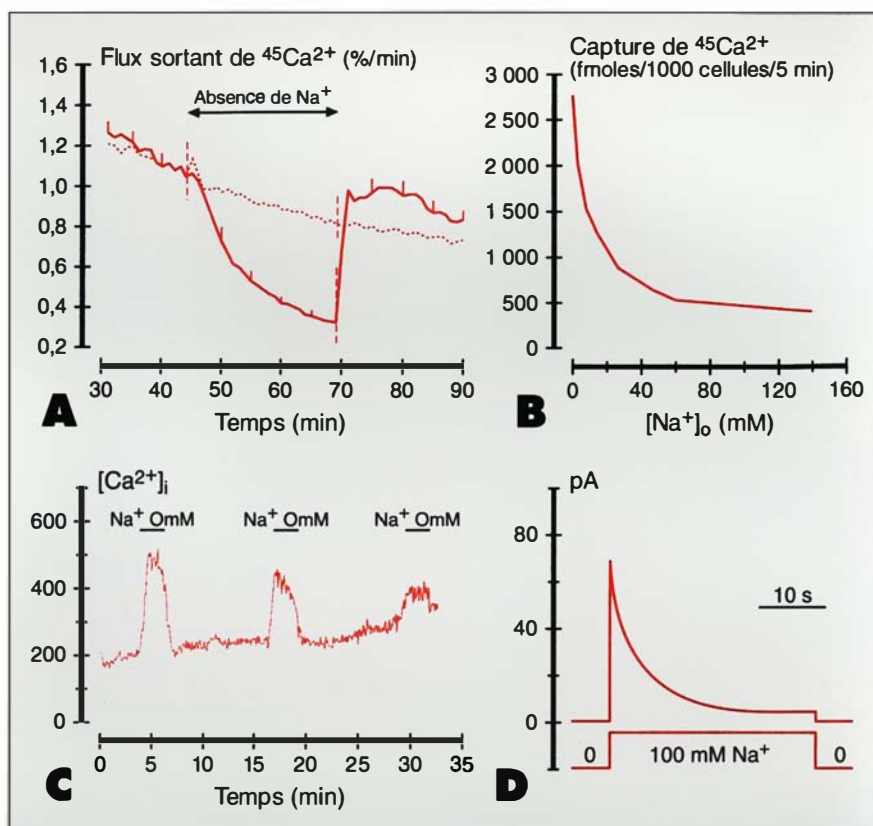 Flux sortant de ⁴⁵Ca²⁺ (%/min)
1,6
1,4
1,2
1,0
0,8
0,6
0,4
0,2
Absence de Na⁺
30 40 50 60 70 80 90
Temps (min)
A
Capture de ⁴⁵Ca²⁺
(fmoles/1000 cellules/5 min)
3 000
2 500
2 000
1 500
1 000
500
0
0 40 80 120 160
[Na⁺]ₒ (mM)
B
[Ca²⁺]ᵢ
600
400
200
0
Na⁺ OmM Na⁺ OmM Na⁺ OmM
0 5 10 15 20 25 30 35
Temps (min)
C
pA
80
40
0
10 s
0 100 mM Na⁺ 0
D